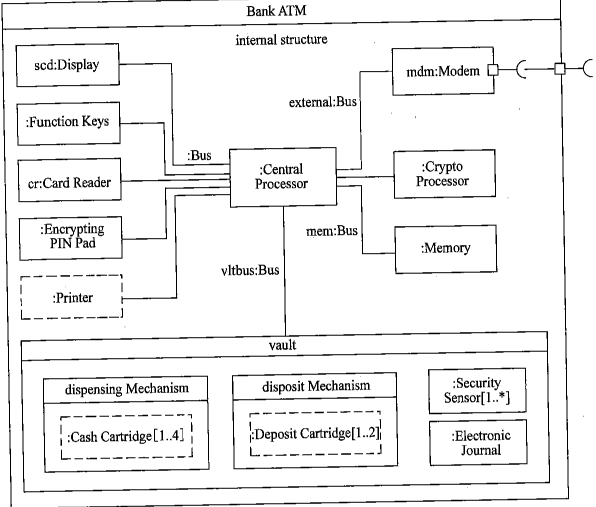 Bank ATM
internal structure
scd:Display
mdm:Modem
external:Bus
:Function Keys
:Bus
cr:Card Reader
:Central
Processor
:Crypto
Processor
:Encrypting
PIN Pad
mem:Bus
:Memory
:Printer
vltbus:Bus
vault
dispensing Mechanism
:Cash Cartridge[1..4]
disposit Mechanism
:Deposit Cartridge[1..2]
:Security
Sensor[1..*]
:Electronic
Journal